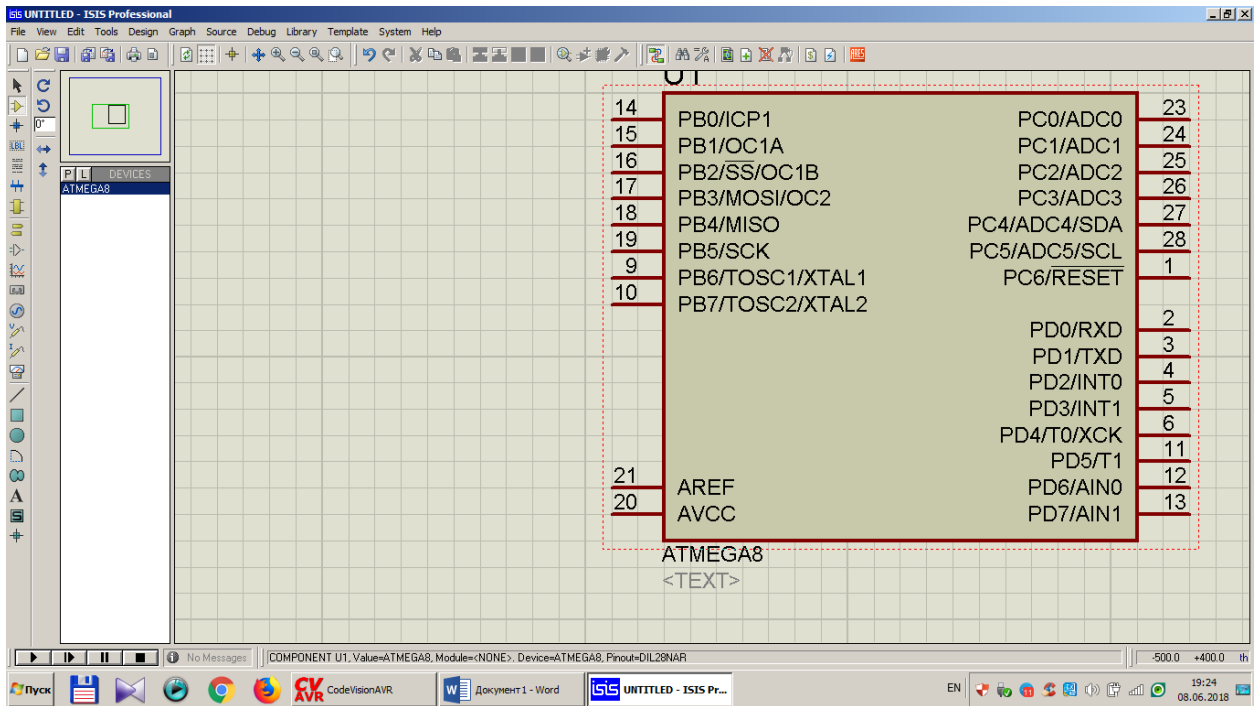 isis UNTITLED - ISIS Professional
File View Edit Tools Design Graph Source Debug Library Template System Help
0°
LBL
P L DEVICES
ATMEGA8
A
S
U1
14 PB0/ICP1 PC0/ADC0 23
15 PB1/OC1A PC1/ADC1 24
16 PB2/SS/OC1B PC2/ADC2 25
17 PB3/MOSI/OC2 PC3/ADC3 26
18 PB4/MISO PC4/ADC4/SDA 27
19 PB5/SCK PC5/ADC5/SCL 28
9 PB6/TOSC1/XTAL1 PC6/RESET 1
10 PB7/TOSC2/XTAL2
PD0/RXD 2
PD1/TXD 3
PD2/INT0 4
PD3/INT1 5
PD4/T0/XCK 6
PD5/T1 11
21 AREF PD6/AIN0 12
20 AVCC PD7/AIN1 13
ATMEGA8
<TEXT>
No Messages COMPONENT U1, Value=ATMEGA8, Module=<NONE>. Device=ATMEGA8, Pinout=DIL28NAR -500.0 +400.0 th
Пуск CV AVR CodeVisionAVR W Документ1 - Word isis UNTITLED - ISIS Pr... EN 19:24
08.06.2018